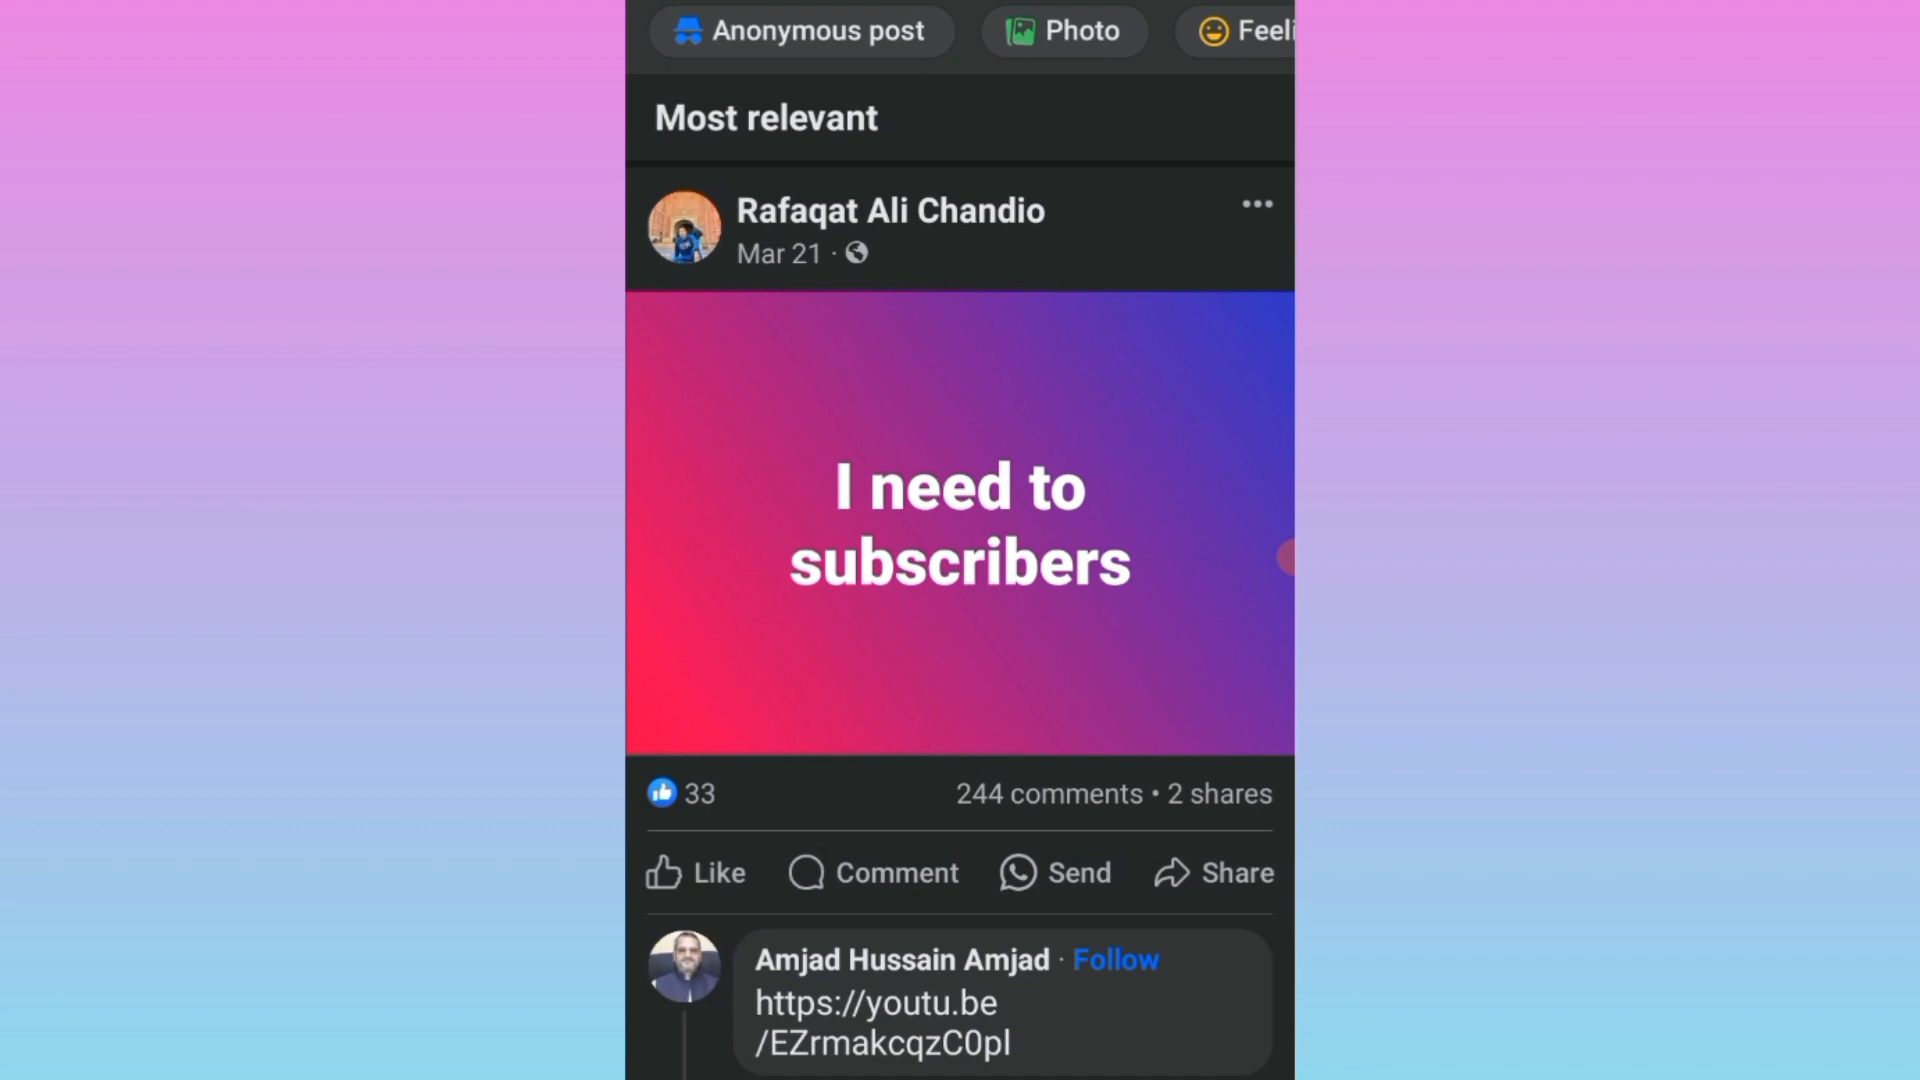 Anonymous post Photo Feeli
Most relevant
Rafaqat Ali Chandio
Mar 21 ·
I need to
subscribers
33 244 comments • 2 shares
Like Comment Send Share
Amjad Hussain Amjad · Follow
https://youtu.be
/EZrmakcqzC0pl